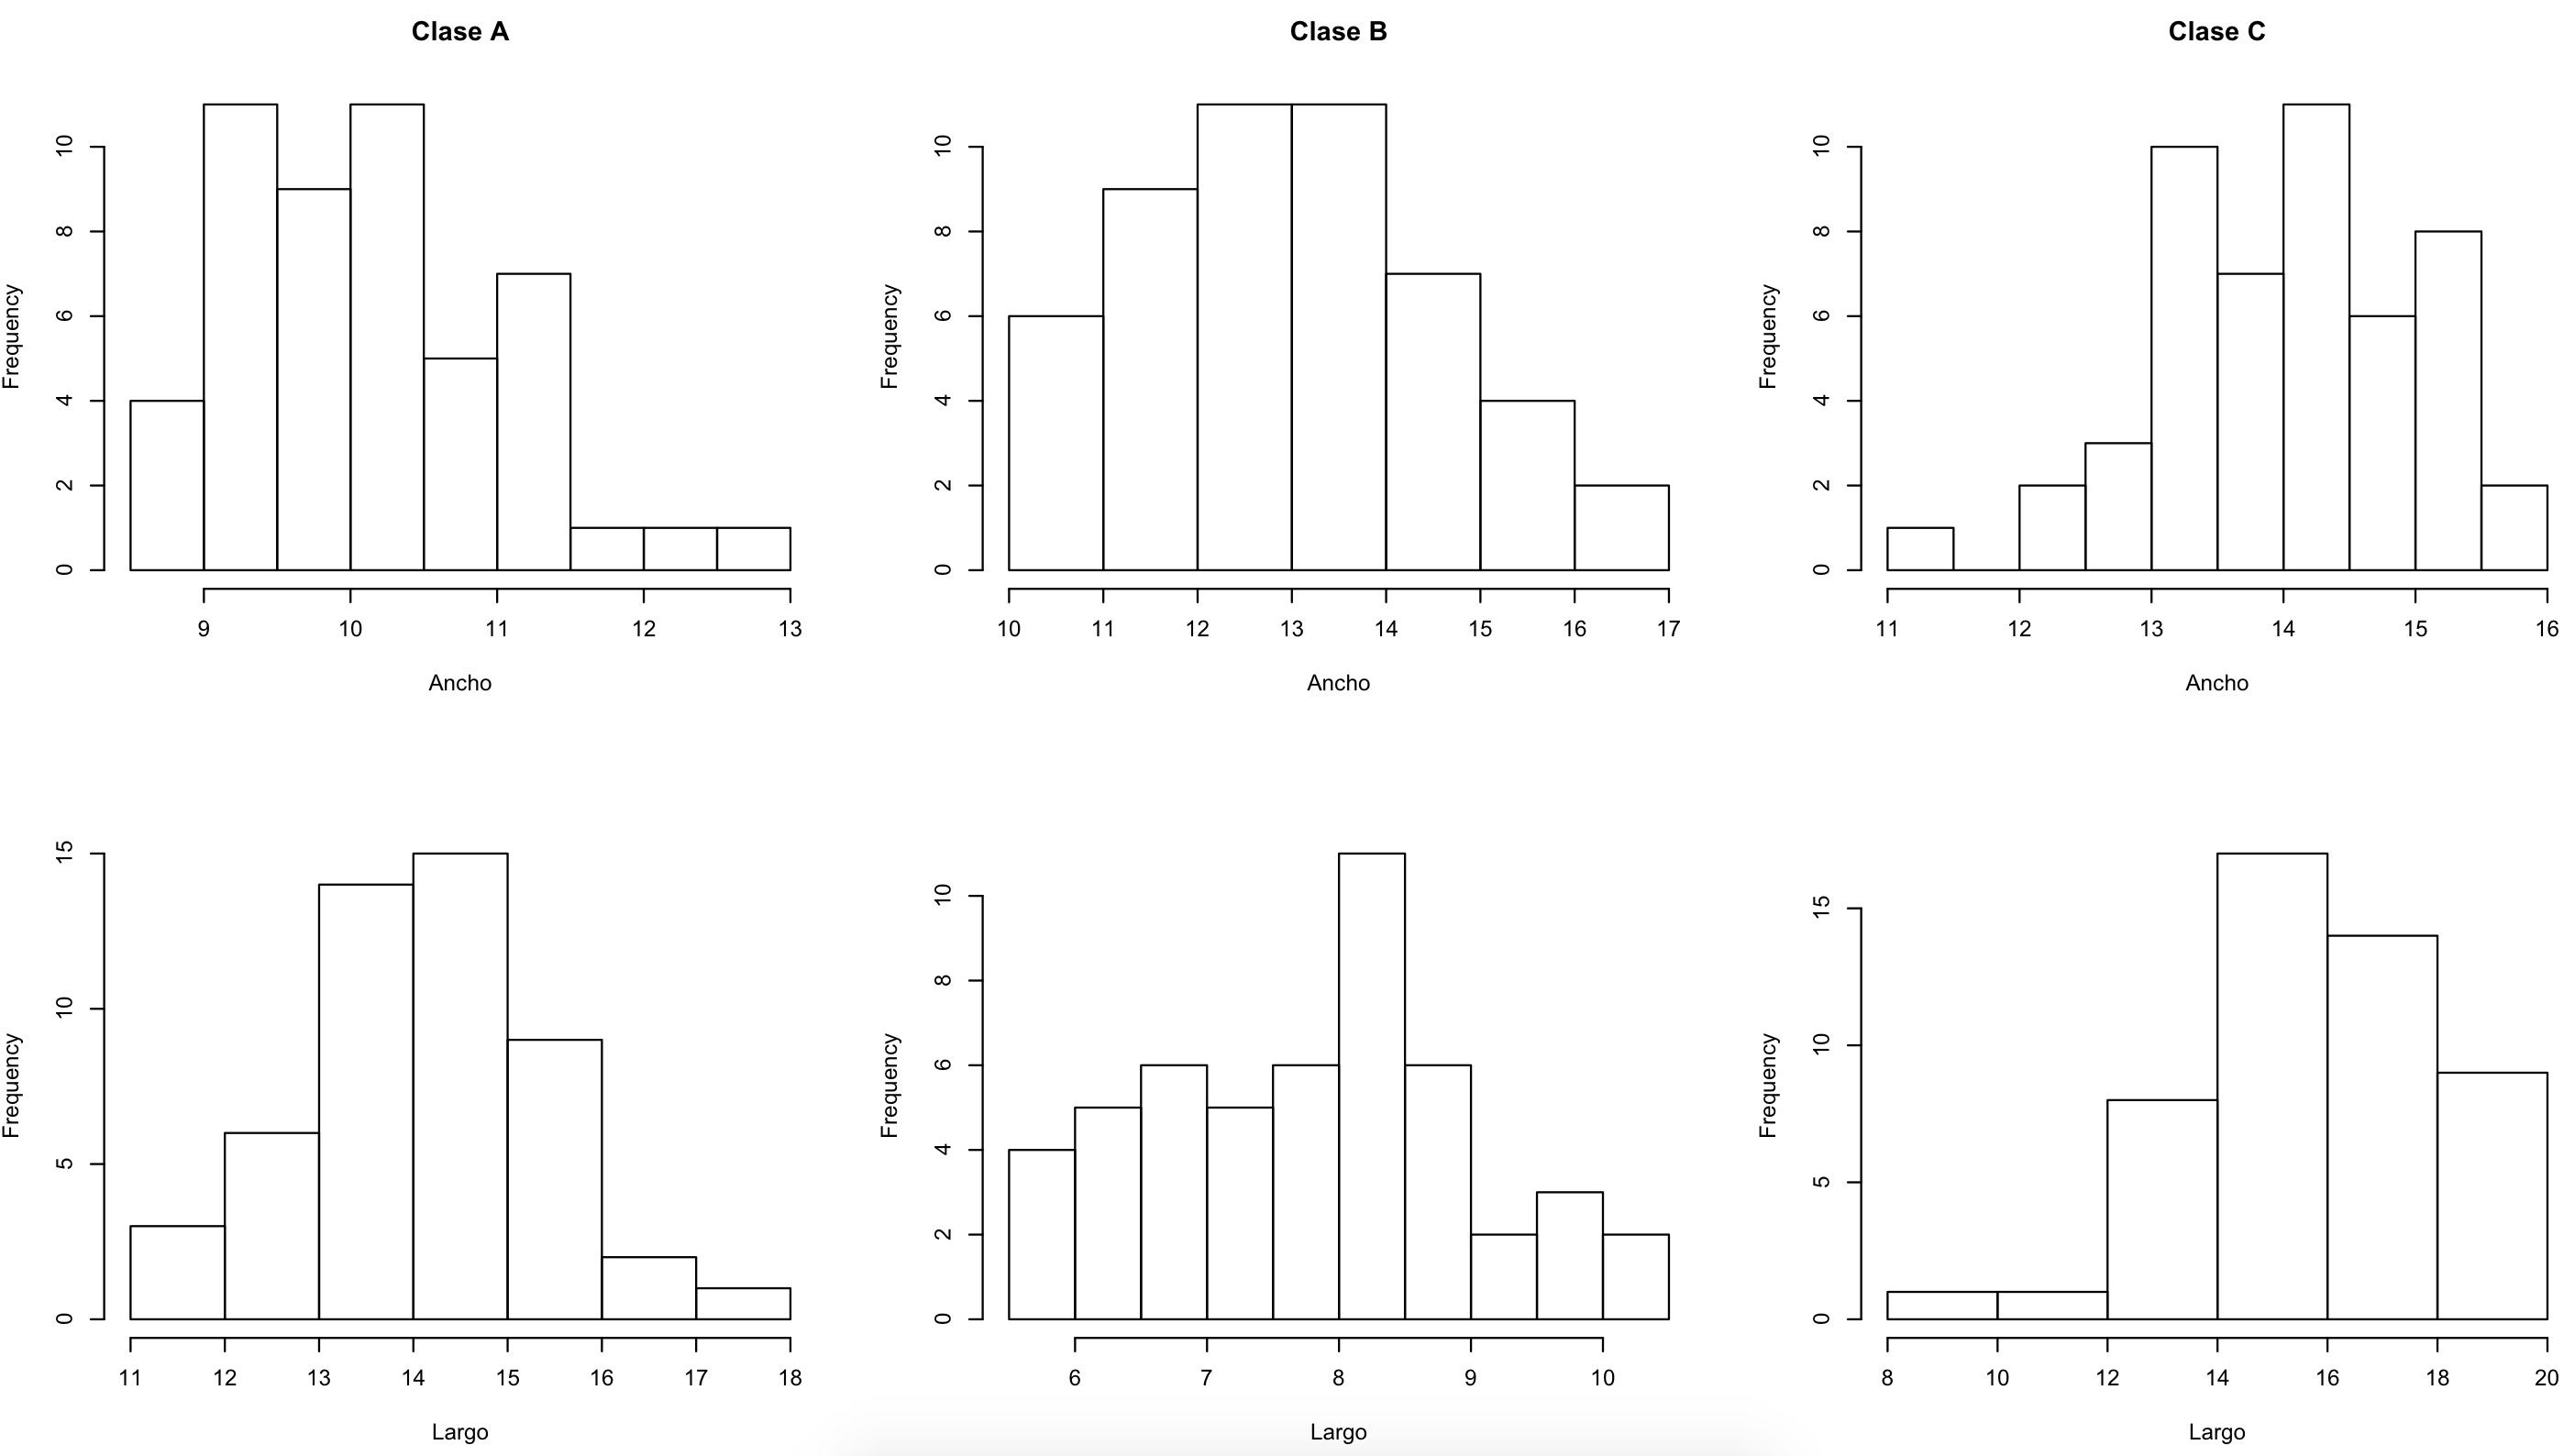 Clase A
Frequency
0 2 4 6 8 10
9 10 11 12 13
Ancho
Clase B
Frequency
0 2 4 6 8 10
10 11 12 13 14 15 16 17
Ancho
Clase C
Frequency
0 2 4 6 8 10
11 12 13 14 15 16
Ancho
Frequency
0 5 10 15
11 12 13 14 15 16 17 18
Largo
Frequency
0 2 4 6 8 10
6 7 8 9 10
Largo
Frequency
0 5 10 15
8 10 12 14 16 18 20
Largo